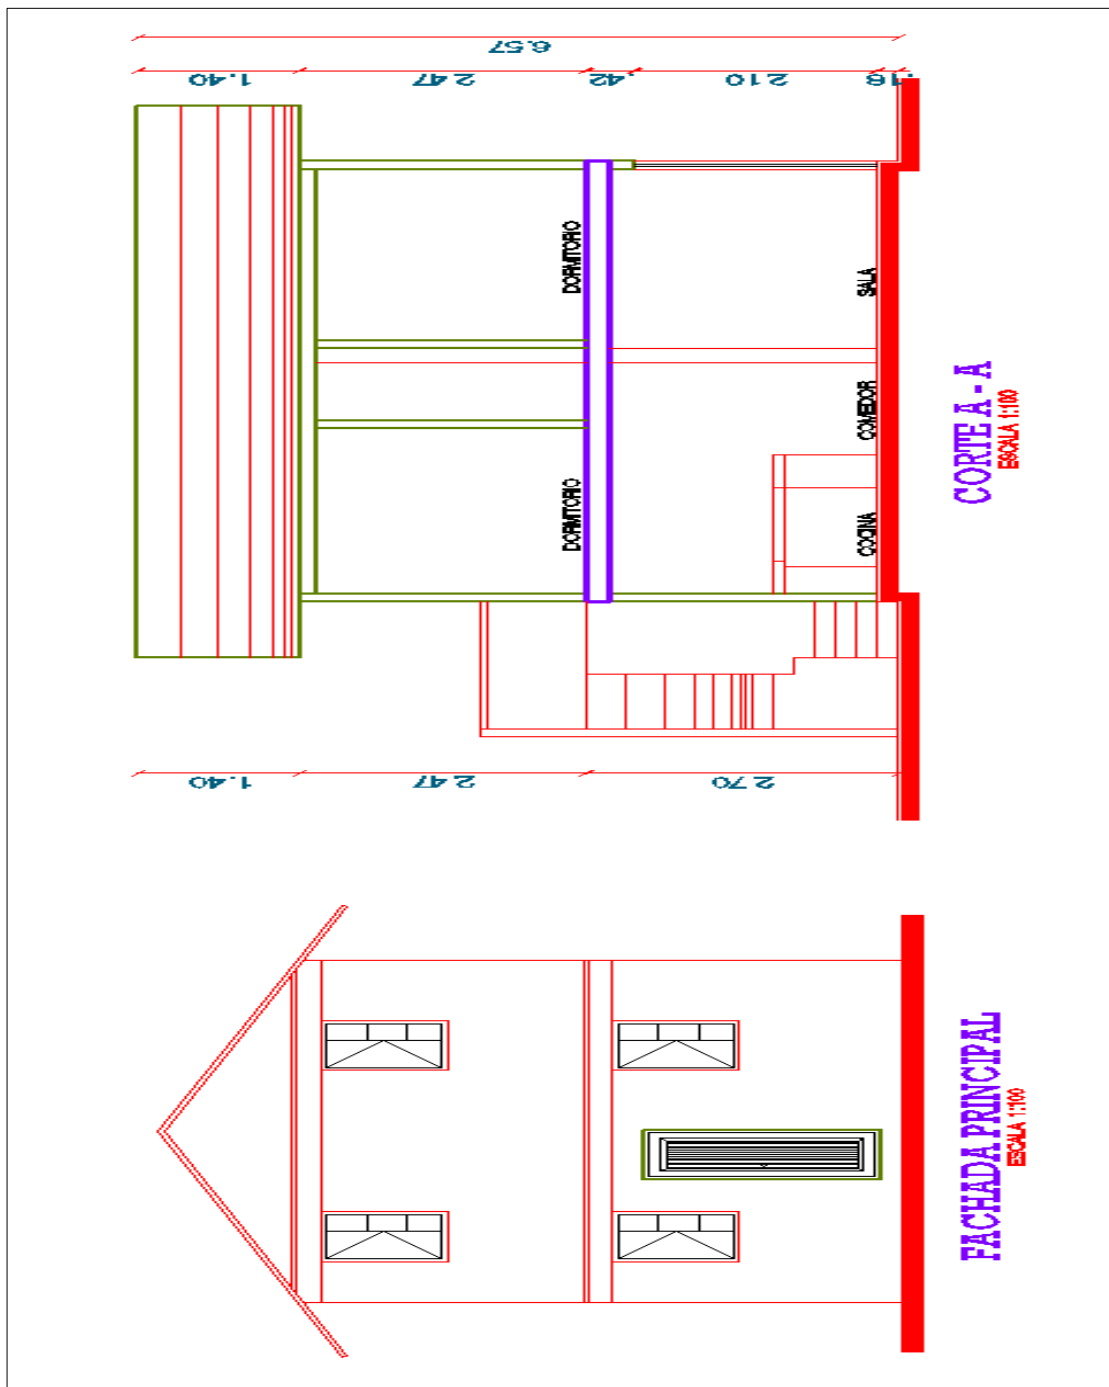 6.57
1.40
2.47
.42
2.10
.18
DORMITORIO
SALA
COMEDOR
DORMITORIO
COCINA
CORTE A - A
ESCALA 1:100
1.40
2.47
2.70
FACHADA PRINCIPAL
ESCALA 1:100